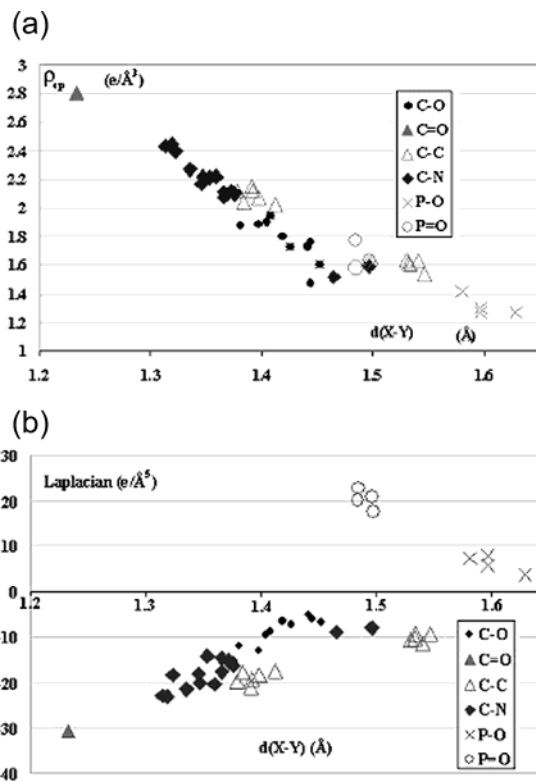 (a)
3
ρcp (e/Å³)
2.8
2.6
2.4
2.2
2
1.8
1.6
1.4
1.2
1
C-O
C=O
C-C
C-N
P-O
P=O
d(X-Y) (Å)
1.2 1.3 1.4 1.5 1.6
(b)
30
Laplacian (e/Å⁵)
20
10
0
1.2 1.3 1.4 1.5 1.6
-10
-20
-30
-40
C-O
C=O
C-C
C-N
P-O
P=O
d(X-Y) (Å)